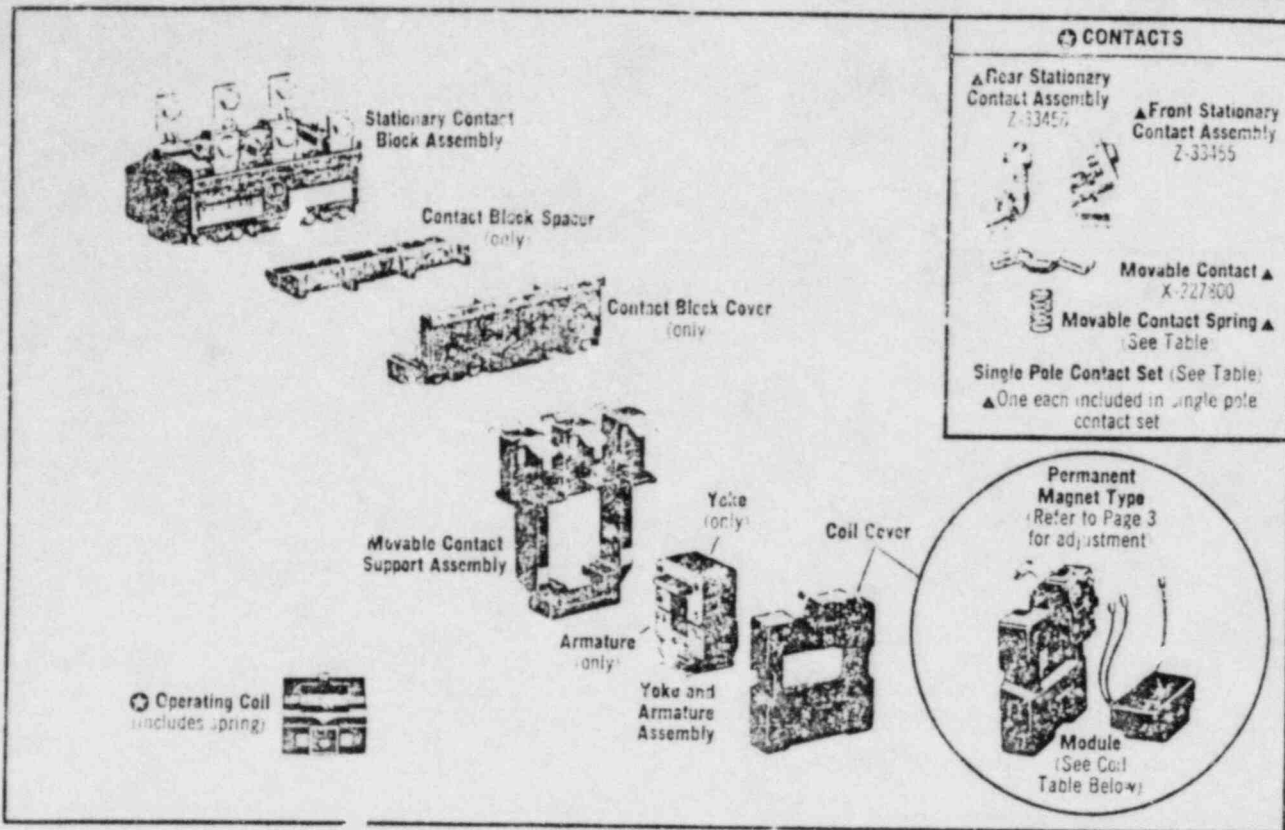 Stationary Contact
Block Assembly
Contact Block Spacer
(only)
Contact Block Cover
(only
Movable Contact
Support Assembly
Yoke
(only)
Armature
(only)
Yoke and
Armature
Assembly
Coil Cover
Operating Coil
(includes spring)
CONTACTS
▲Rear Stationary
Contact Assembly
▲Front Stationary
Contact Assembly
Z-33455
Movable Contact ▲
X-227800
Movable Contact Spring ▲
(See Table)
Single Pole Contact Set (See Table)
▲One each included in single pole
contact set
Permanent
Magnet Type
(Refer to Page 3
for adjustment)
Module
(See Coil
Table Below)